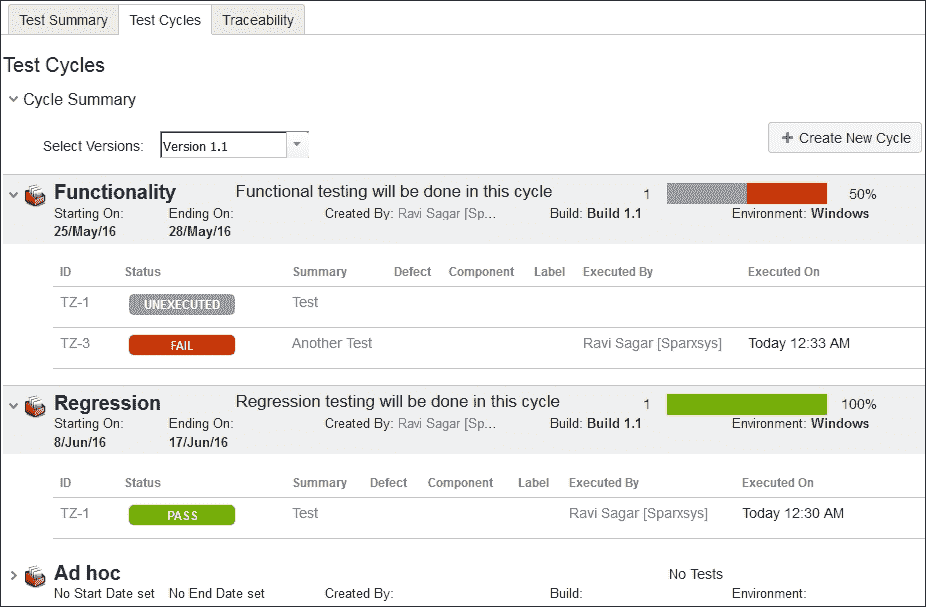 Test Summary Test Cycles Traceability
Test Cycles
Cycle Summary
Select Versions: Version 1.1 + Create New Cycle
Functionality Functional testing will be done in this cycle 1 50%
Starting On: Ending On: Created By: Ravi Sagar [Sp... Build: Build 1.1 Environment: Windows
25/May/16 28/May/16
ID Status Summary Defect Component Label Executed By Executed On
TZ-1 UNEXECUTED Test
TZ-3 FAIL Another Test Ravi Sagar [Sparxsys] Today 12:33 AM
Regression Regression testing will be done in this cycle 1 100%
Starting On: Ending On: Created By: Ravi Sagar [Sp... Build: Build 1.1 Environment: Windows
8/Jun/16 17/Jun/16
ID Status Summary Defect Component Label Executed By Executed On
TZ-1 PASS Test Ravi Sagar [Sparxsys] Today 12:30 AM
Ad hoc No Tests
No Start Date set No End Date set Created By: Build: Environment: